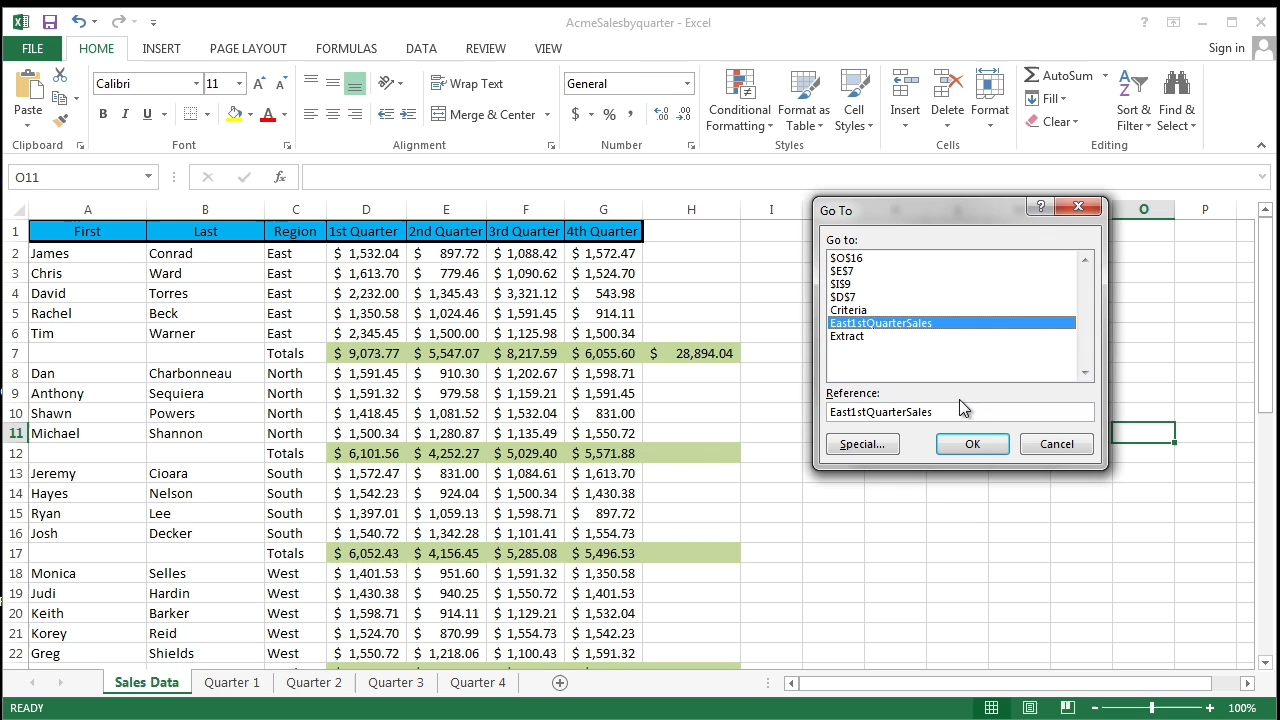 AcmeSalesbyquarter - Excel
FILE HOME INSERT PAGE LAYOUT FORMULAS DATA REVIEW VIEW Sign in
Paste
Clipboard
Calibri 11
B I U A
Font
Wrap Text
Merge & Center
Alignment
General
$ % ,
Number
Conditional Formatting
Format as Table
Cell Styles
Styles
Insert
Delete
Format
Cells
AutoSum
Fill
Clear
Sort & Filter
Find & Select
Editing
O11 fx
A B C D E F G H I O P
1 First Last Region 1st Quarter 2nd Quarter 3rd Quarter 4th Quarter
2 James Conrad East $ 1,532.04 $ 897.72 $ 1,088.42 $ 1,572.47
3 Chris Ward East $ 1,613.70 $ 779.46 $ 1,090.62 $ 1,524.70
4 David Torres East $ 2,232.00 $ 1,345.43 $ 3,321.12 $ 543.98
5 Rachel Beck East $ 1,350.58 $ 1,024.46 $ 1,591.45 $ 914.11
6 Tim Warner East $ 2,345.45 $ 1,500.00 $ 1,125.98 $ 1,500.34
7 Totals $ 9,073.77 $ 5,547.07 $ 8,217.59 $ 6,055.60 $ 28,894.04
8 Dan Charbonneau North $ 1,591.45 $ 910.30 $ 1,202.67 $ 1,598.71
9 Anthony Sequiera North $ 1,591.32 $ 979.58 $ 1,159.21 $ 1,591.45
10 Shawn Powers North $ 1,418.45 $ 1,081.52 $ 1,532.04 $ 831.00
11 Michael Shannon North $ 1,500.34 $ 1,280.87 $ 1,135.49 $ 1,550.72
12 Totals $ 6,101.56 $ 4,252.27 $ 5,029.40 $ 5,571.88
13 Jeremy Cioara South $ 1,572.47 $ 831.00 $ 1,084.61 $ 1,613.70
14 Hayes Nelson South $ 1,542.23 $ 924.04 $ 1,500.34 $ 1,430.38
15 Ryan Lee South $ 1,397.01 $ 1,059.13 $ 1,598.71 $ 897.72
16 Josh Decker South $ 1,540.72 $ 1,342.28 $ 1,101.41 $ 1,554.73
17 Totals $ 6,052.43 $ 4,156.45 $ 5,285.08 $ 5,496.53
18 Monica Selles West $ 1,401.53 $ 951.60 $ 1,591.32 $ 1,350.58
19 Judi Hardin West $ 1,430.38 $ 940.25 $ 1,550.72 $ 1,401.53
20 Keith Barker West $ 1,598.71 $ 914.11 $ 1,129.21 $ 1,532.04
21 Korey Reid West $ 1,524.70 $ 870.99 $ 1,554.73 $ 1,542.23
22 Greg Shields West $ 1,550.72 $ 1,218.06 $ 1,100.43 $ 1,591.32
Go To
Go to:
$O$16
$E$7
$I$9
$D$7
Criteria
East1stQuarterSales
Extract
Reference:
East1stQuarterSales
Special... OK Cancel
Sales Data Quarter 1 Quarter 2 Quarter 3 Quarter 4
READY 100%